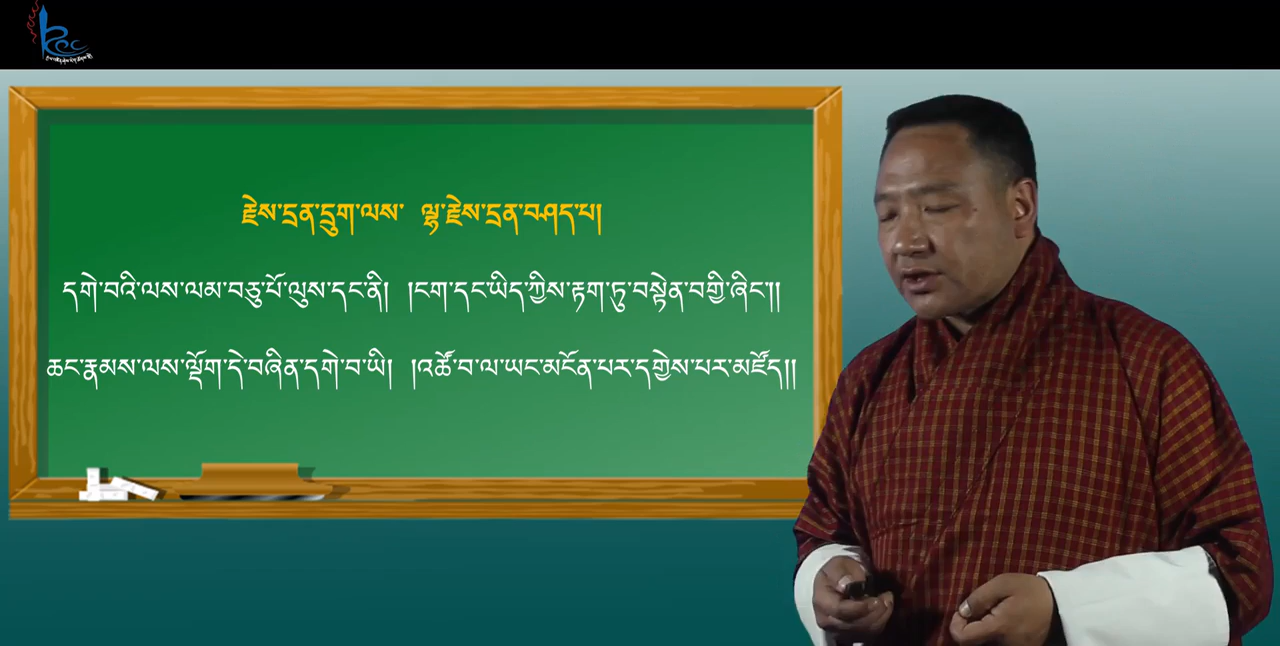 རྗེས་དྲན་དྲུག་ལས་ ལྷ་རྗེས་དྲན་བཤད་པ།
དགེ་བའི་ལས་ལམ་བཅུ་པོ་ལུས་དང་ནི། །ངག་དང་ཡིད་ཀྱིས་རྟག་ཏུ་བསྟེན་བགྱི་ཞིང་།།
ཆང་རྣམས་ལས་ལྡོག་དེ་བཞིན་དགེ་བ་ཡི། །འཚོ་བ་ལ་ཡང་མངོན་པར་དགྱེས་པར་མཛོད།།